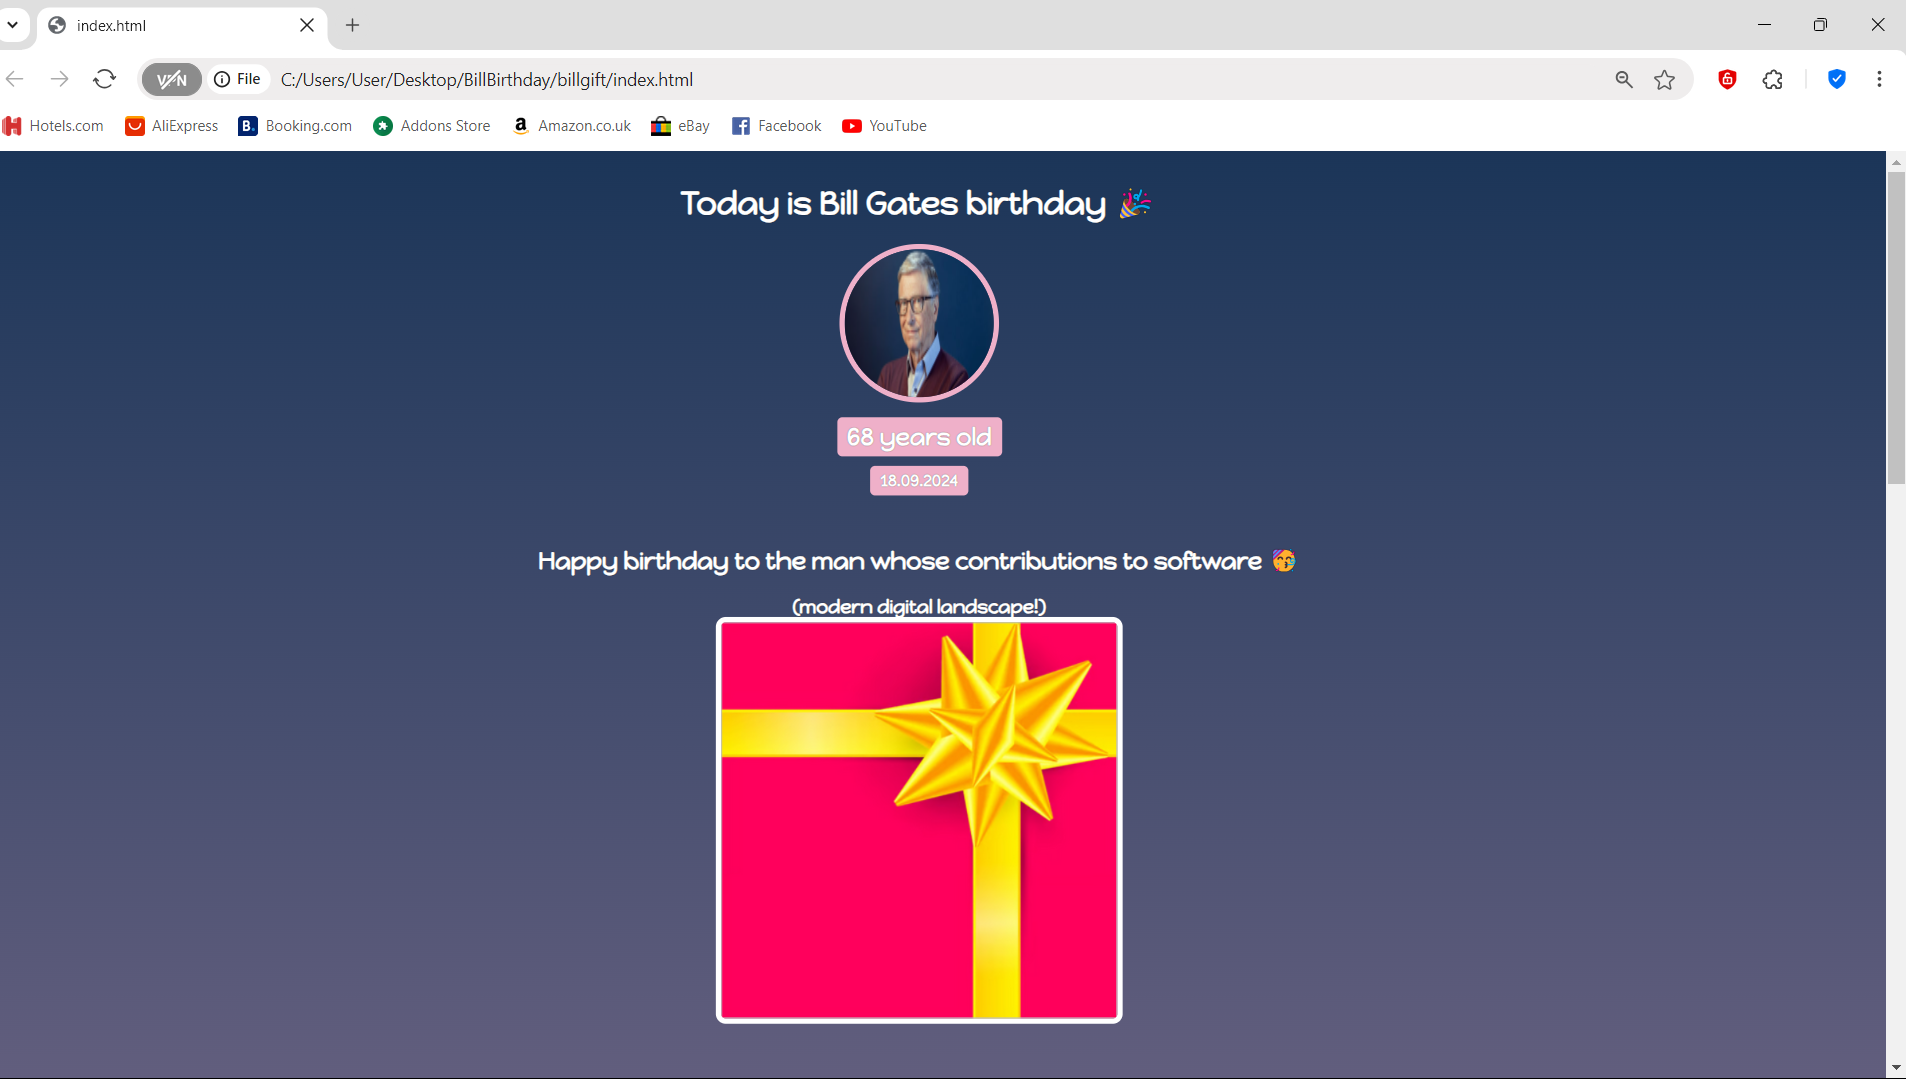 index.html
VPN
File
C:/Users/User/Desktop/BillBirthday/billgift/index.html
Hotels.com
AliExpress
B.
Booking.com
Addons Store
a
Amazon.co.uk
eBay
Facebook
YouTube
Today is Bill Gates birthday 🎉
68 years old
18.09.2024
Happy birthday to the man whose contributions to software 🥳
(modern digital landscape!)